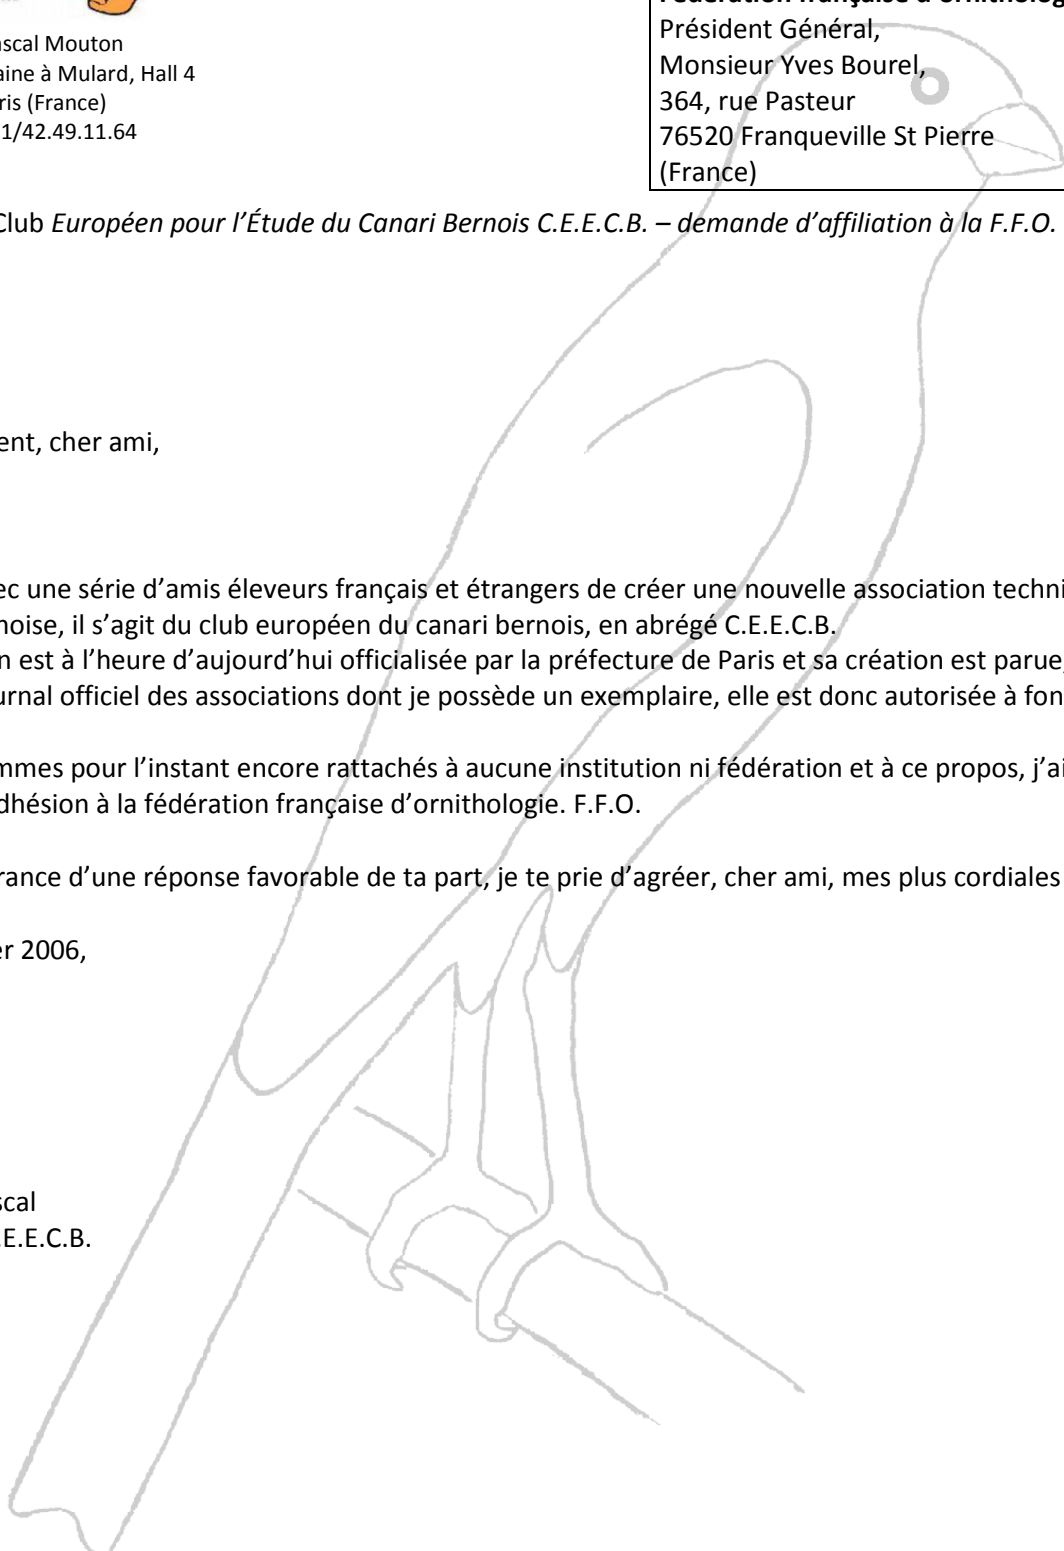 ascal Mouton
aine à Mulard, Hall 4
ris (France)
1/42.49.11.64
Président Général,
Monsieur Yves Bourel,
364, rue Pasteur
76520 Franqueville St Pierre
(France)
Club Européen pour l’Étude du Canari Bernois C.E.E.C.B. – demande d’affiliation à la F.F.O.
ent, cher ami,
ec une série d’amis éleveurs français et étrangers de créer une nouvelle association techni
noise, il s’agit du club européen du canari bernois, en abrégé C.E.E.C.B.
n est à l’heure d’aujourd’hui officialisée par la préfecture de Paris et sa création est parue,
urnal officiel des associations dont je possède un exemplaire, elle est donc autorisée à fon
mmes pour l’instant encore rattachés à aucune institution ni fédération et à ce propos, j’ai
dhésion à la fédération française d’ornithologie. F.F.O.
rance d’une réponse favorable de ta part, je te prie d’agréer, cher ami, mes plus cordiales
er 2006,
scal
.E.E.C.B.